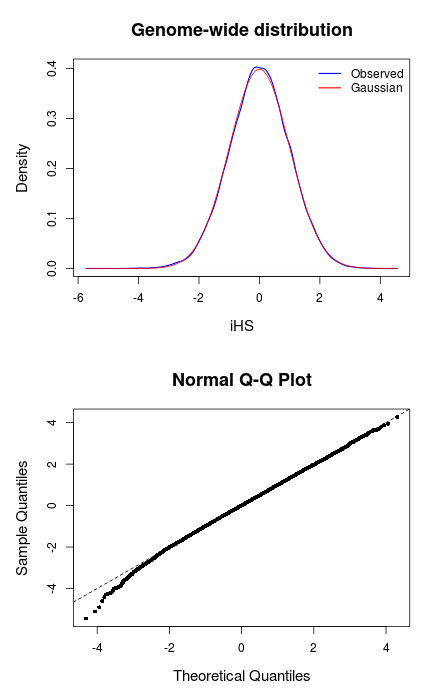 Genome-wide distribution
Observed
Gaussian
Density
0.0 0.1 0.2 0.3 0.4
-6 -4 -2 0 2 4
iHS
Normal Q-Q Plot
Sample Quantiles
-4 -2 0 2 4
-4 -2 0 2 4
Theoretical Quantiles